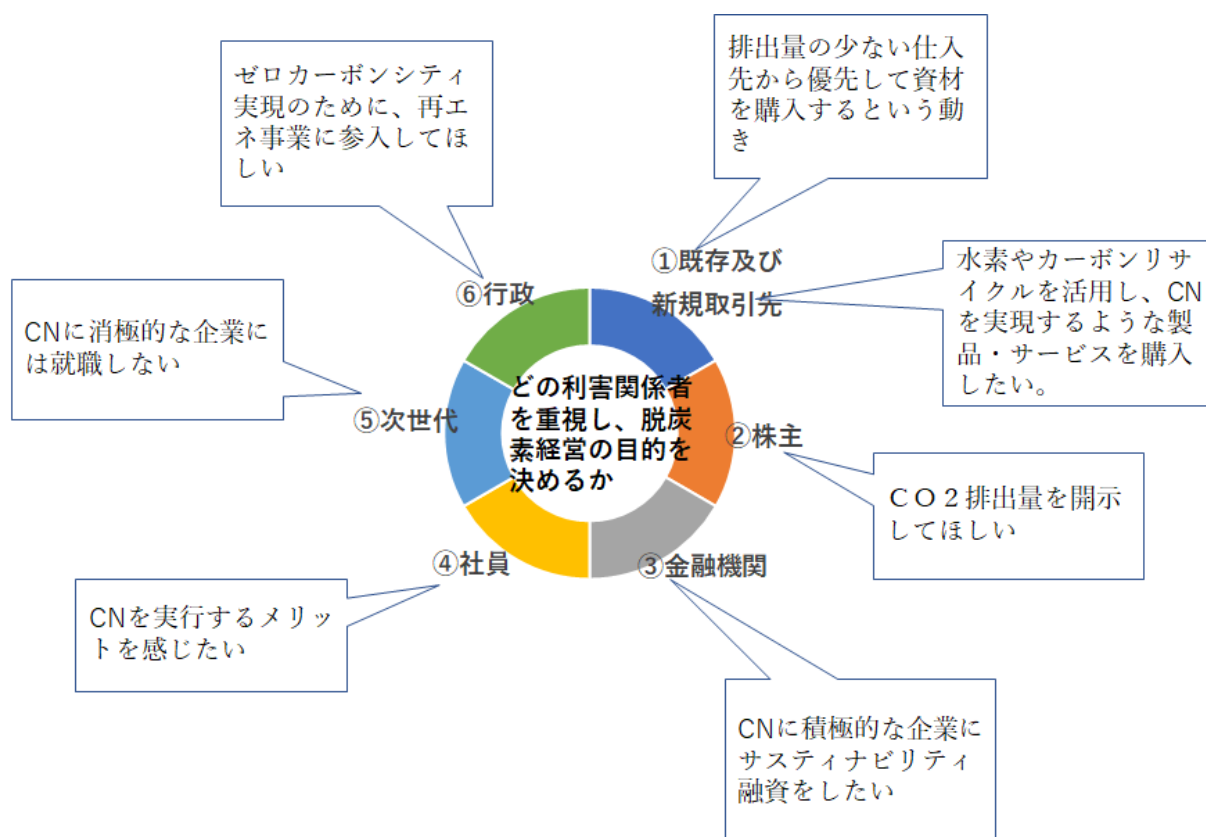 ゼロカーボンシティ
実現のために、再エ
ネ事業に参入してほ
しい
排出量の少ない仕入
先から優先して資材
を購入するという動
き
①既存及び
新規取引先
水素やカーボンリサ
イクルを活用し、CN
を実現するような製
品・サービスを購入
したい。
⑥行政
CNに消極的な企業に
は就職しない
⑤次世代
どの利害関係者
を重視し、脱炭
素経営の目的を
決めるか
②株主
ＣＯ２排出量を開示
してほしい
④社員
③金融機関
CNを実行するメリッ
トを感じたい
CNに積極的な企業に
サスティナビリティ
融資をしたい